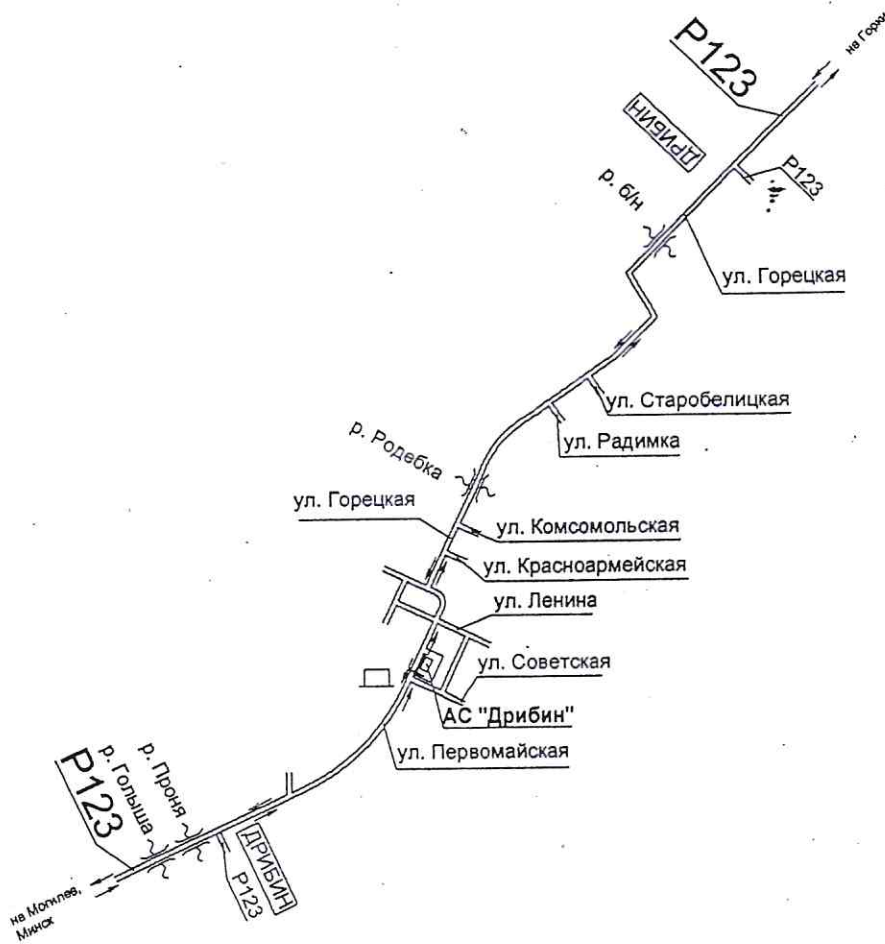 на Горки
Р123
ДРИБИН
Р123
р. б/н
ул. Горецкая
ул. Старобелицкая
ул. Радимка
р. Родебка
ул. Горецкая
ул. Комсомольская
ул. Красноармейская
ул. Ленина
ул. Советская
АС "Дрибин"
ул. Первомайская
р. Проня
р. Голыша
Р123
ДРИБИН
Р123
на Могилев,
Минск